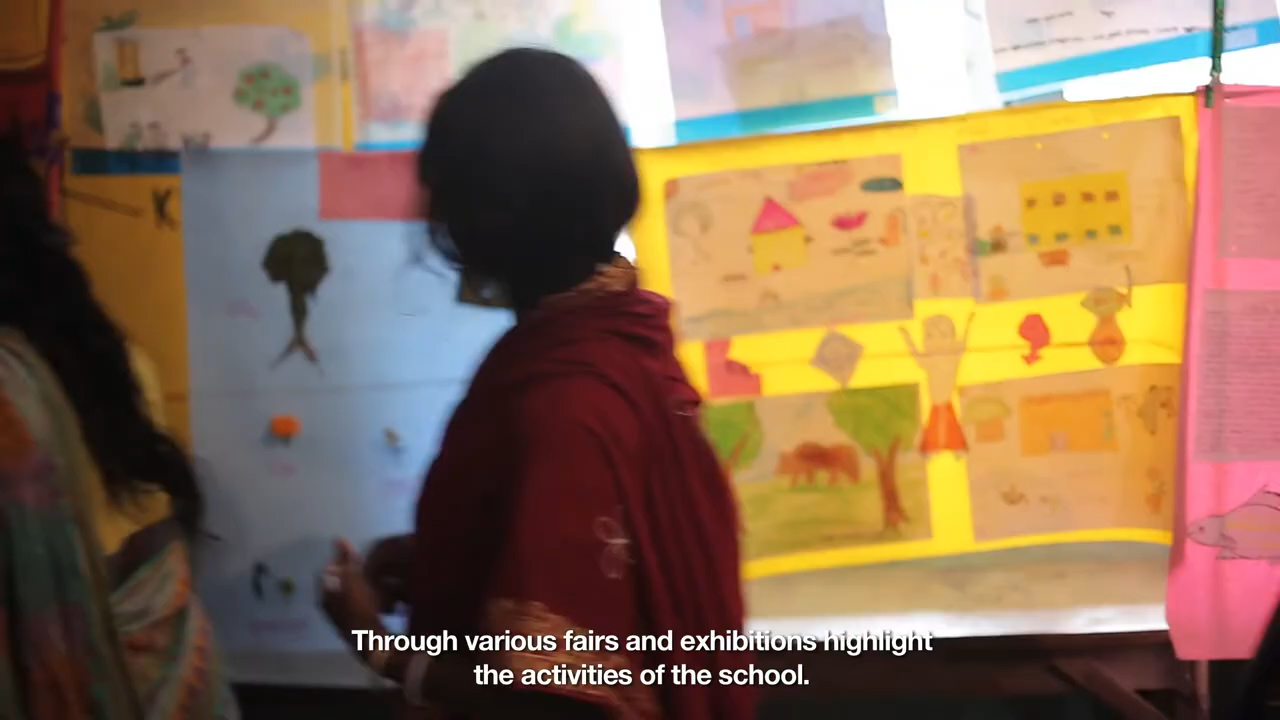 Through various fairs and exhibitions highlight
the activities of the school.